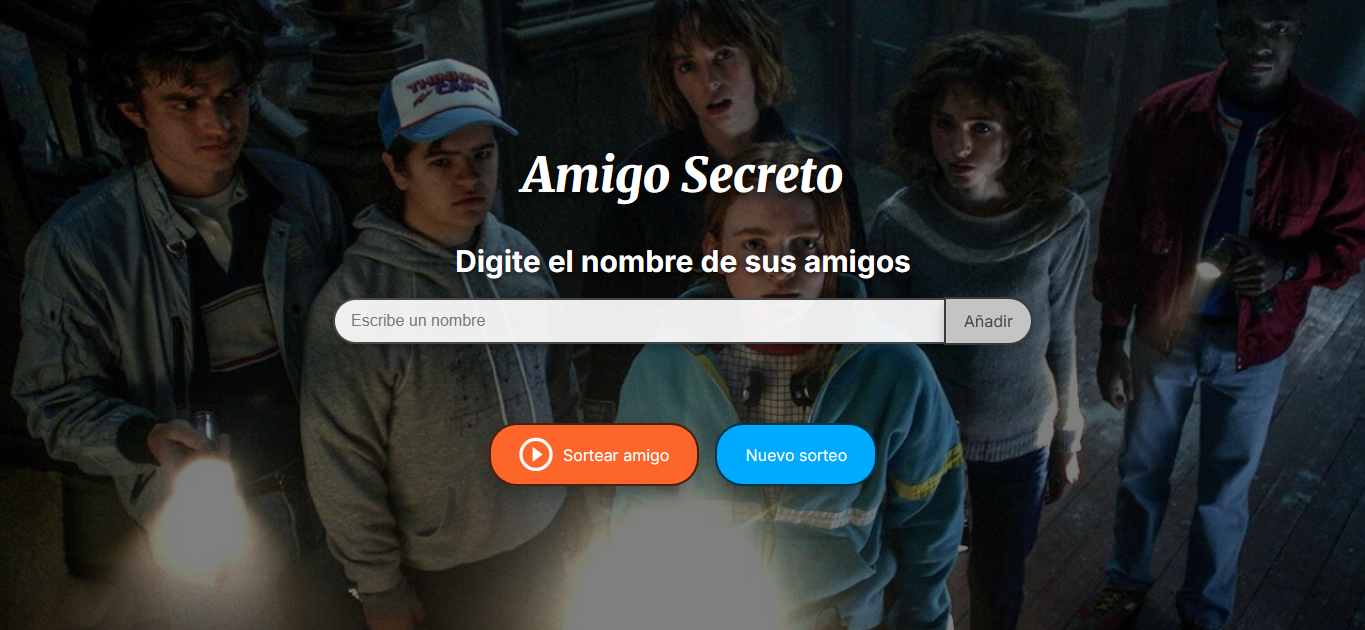 THINKING
CAP
Amigo Secreto
Digite el nombre de sus amigos
Escribe un nombre
Añadir
Sortear amigo
Nuevo sorteo